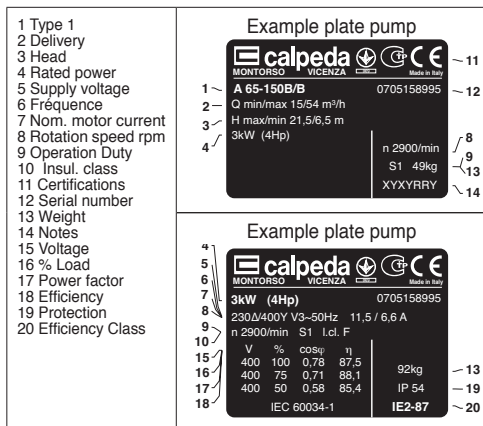 1 Type 1
2 Delivery
3 Head
4 Rated power
5 Supply voltage
6 Fréquence
7 Nom. motor current
8 Rotation speed rpm
9 Operation Duty
10 Insul. class
11 Certifications
12 Serial number
13 Weight
14 Notes
15 Voltage
16 % Load
17 Power factor
18 Efficiency
19 Protection
20 Efficiency Class
Example plate pump
calpeda TP CE
MONTORSO VICENZA Made in Italy
11
1 A 65-150B/B 0705158995 12
2 Q min/max 15/54 m³/h
3 H max/min 21,5/6,5 m
4 3kW (4Hp)
n 2900/min 8
S1 49kg 9
13
XYXYRRY 14
Example plate pump
calpeda TP CE
MONTORSO VICENZA Made in Italy
4 3kW (4Hp) 0705158995
5
6
7
8 230Δ/400Y V3~50Hz 11,5 / 6,6 A
9 n 2900/min S1 I.cl. F
10
15 V % cosφ η
16 400 100 0,78 87,5
17 400 75 0,71 88,1
18 400 50 0,58 85,4
92kg 13
IP 54 19
IEC 60034-1 IE2-87 20